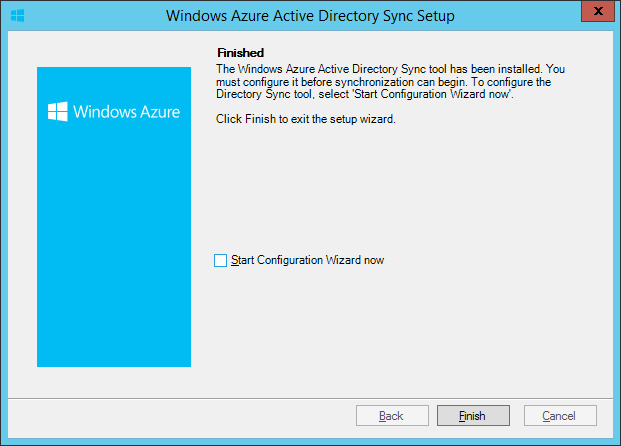 Windows Azure Active Directory Sync Setup
x
Finished
The Windows Azure Active Directory Sync tool has been installed. You
must configure it before synchronization can begin. To configure the
Directory Sync tool, select 'Start Configuration Wizard now'.
Windows Azure
Click Finish to exit the setup wizard.
Start Configuration Wizard now
Back
Finish
Cancel